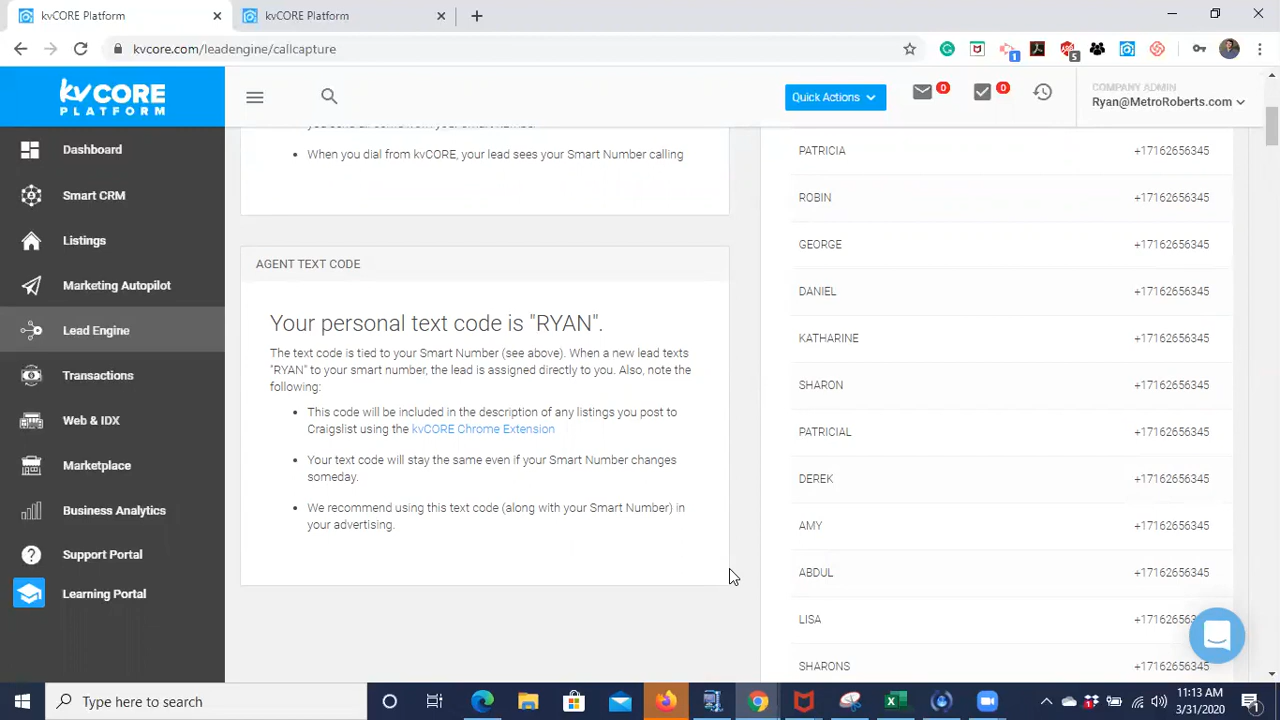 kvCORE Platform
kvCORE Platform
kvcore.com/leadengine/callcapture
1
5
kvCORE
PLATFORM
Quick Actions
0
0
COMPANY ADMIN
Ryan@MetroRoberts.com
Dashboard
Smart CRM
Listings
Marketing Autopilot
Lead Engine
Transactions
Web & IDX
Marketplace
Business Analytics
Support Portal
Learning Portal
• When you dial from kvCORE, your lead sees your Smart Number calling
AGENT TEXT CODE
Your personal text code is "RYAN".
The text code is tied to your Smart Number (see above). When a new lead texts
"RYAN" to your smart number, the lead is assigned directly to you. Also, note the
following:
• This code will be included in the description of any listings you post to
Craigslist using the kvCORE Chrome Extension
• Your text code will stay the same even if your Smart Number changes
someday.
• We recommend using this text code (along with your Smart Number) in
your advertising.
PATRICIA +17162656345
ROBIN +17162656345
GEORGE +17162656345
DANIEL +17162656345
KATHARINE +17162656345
SHARON +17162656345
PATRICIAL +17162656345
DEREK +17162656345
AMY +17162656345
ABDUL +17162656345
LISA +17162656345
SHARONS +17162656345
Type here to search
11:13 AM
3/31/2020
1